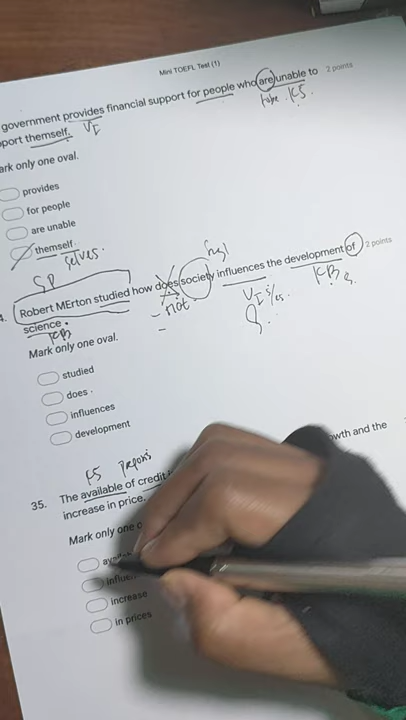 Mini TOEFL Test (1)
government provides financial support for people who are unable to 2 points
port themself.
ark only one oval.
provides
for people
are unable
themself
selves.
SP
4. Robert MErton studied how does society influences the development of 2 points
science.
not
KB
Mark only one oval.
studied
does
influences
development
owth and the
35. The available of credit
increase in price.
Mark only one o
increase
in prices